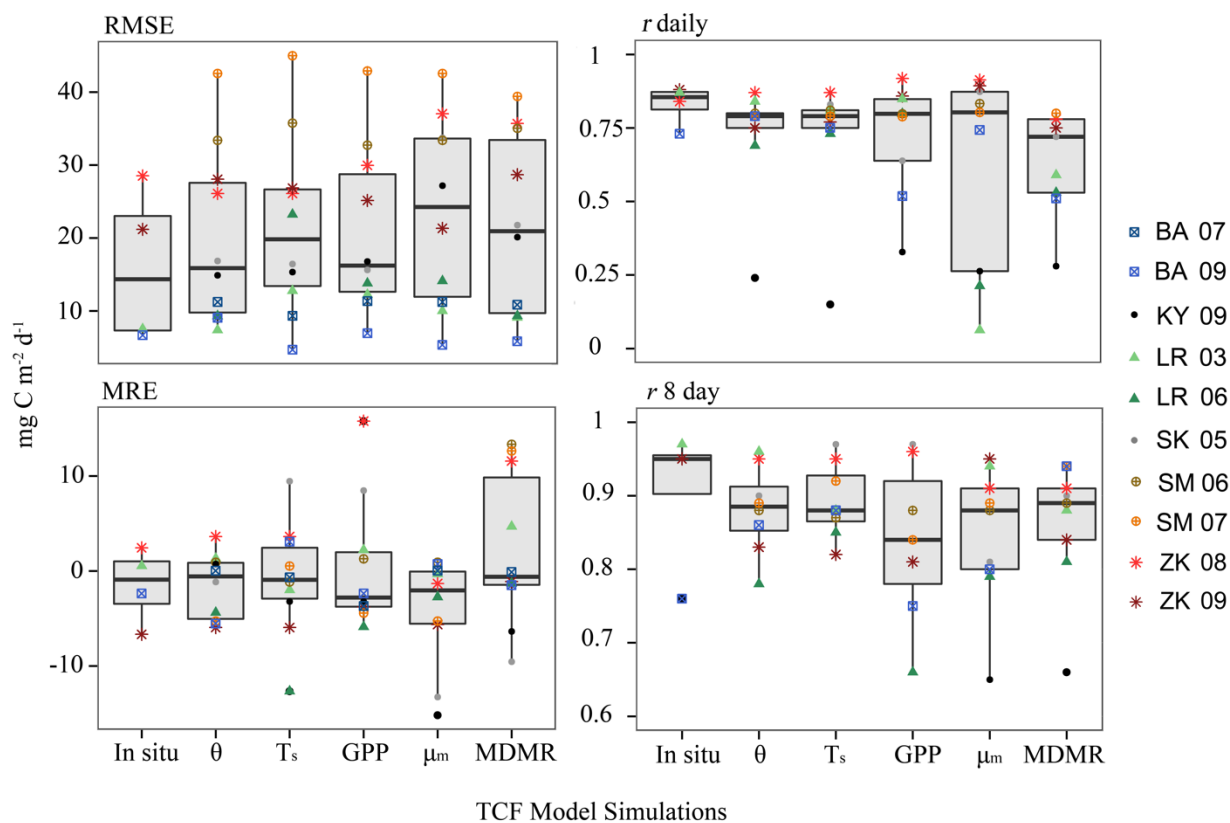 RMSE
r daily
40
30
20
10
1
0.75
0.5
0.25
0
mg C m⁻² d⁻¹
MRE
r 8 day
10
0
-10
1
0.9
0.8
0.7
0.6
In situ θ Tₛ GPP μₘ MDMR
In situ θ Tₛ GPP μₘ MDMR
TCF Model Simulations
BA 07
BA 09
KY 09
LR 03
LR 06
SK 05
SM 06
SM 07
ZK 08
ZK 09